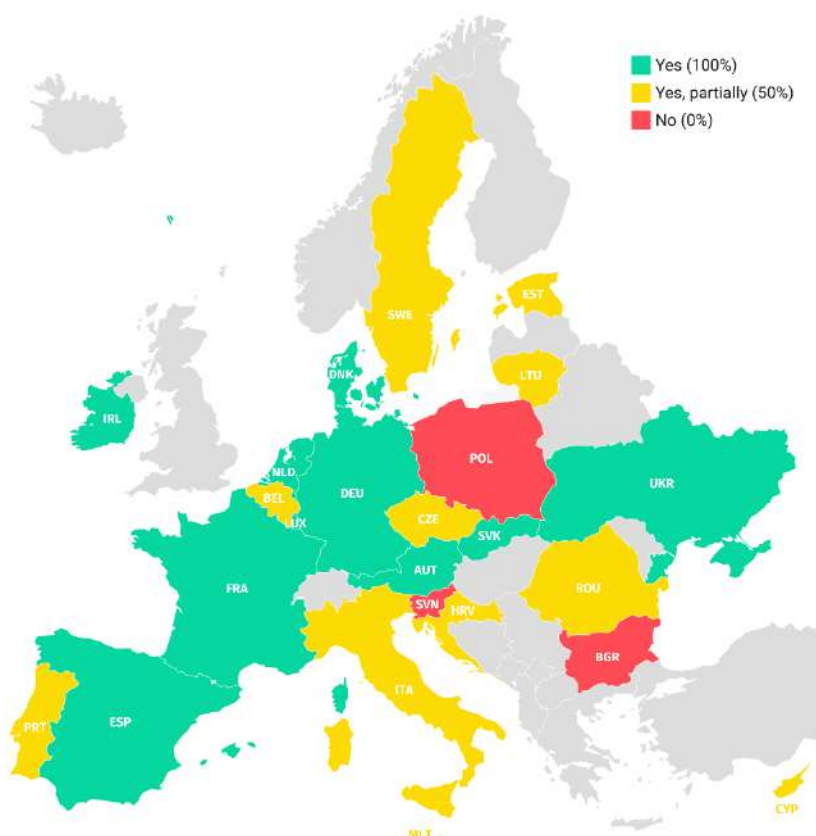 Yes (100%)
Yes, partially (50%)
No (0%)
SWE
EST
LTU
DNK
IRL
POL
NLD
DEU
UKR
BEL
LUX
CZE
SVK
AUT
FRA
ROU
SVN
HRV
BGR
ITA
PRT
ESP
CYP
MLT